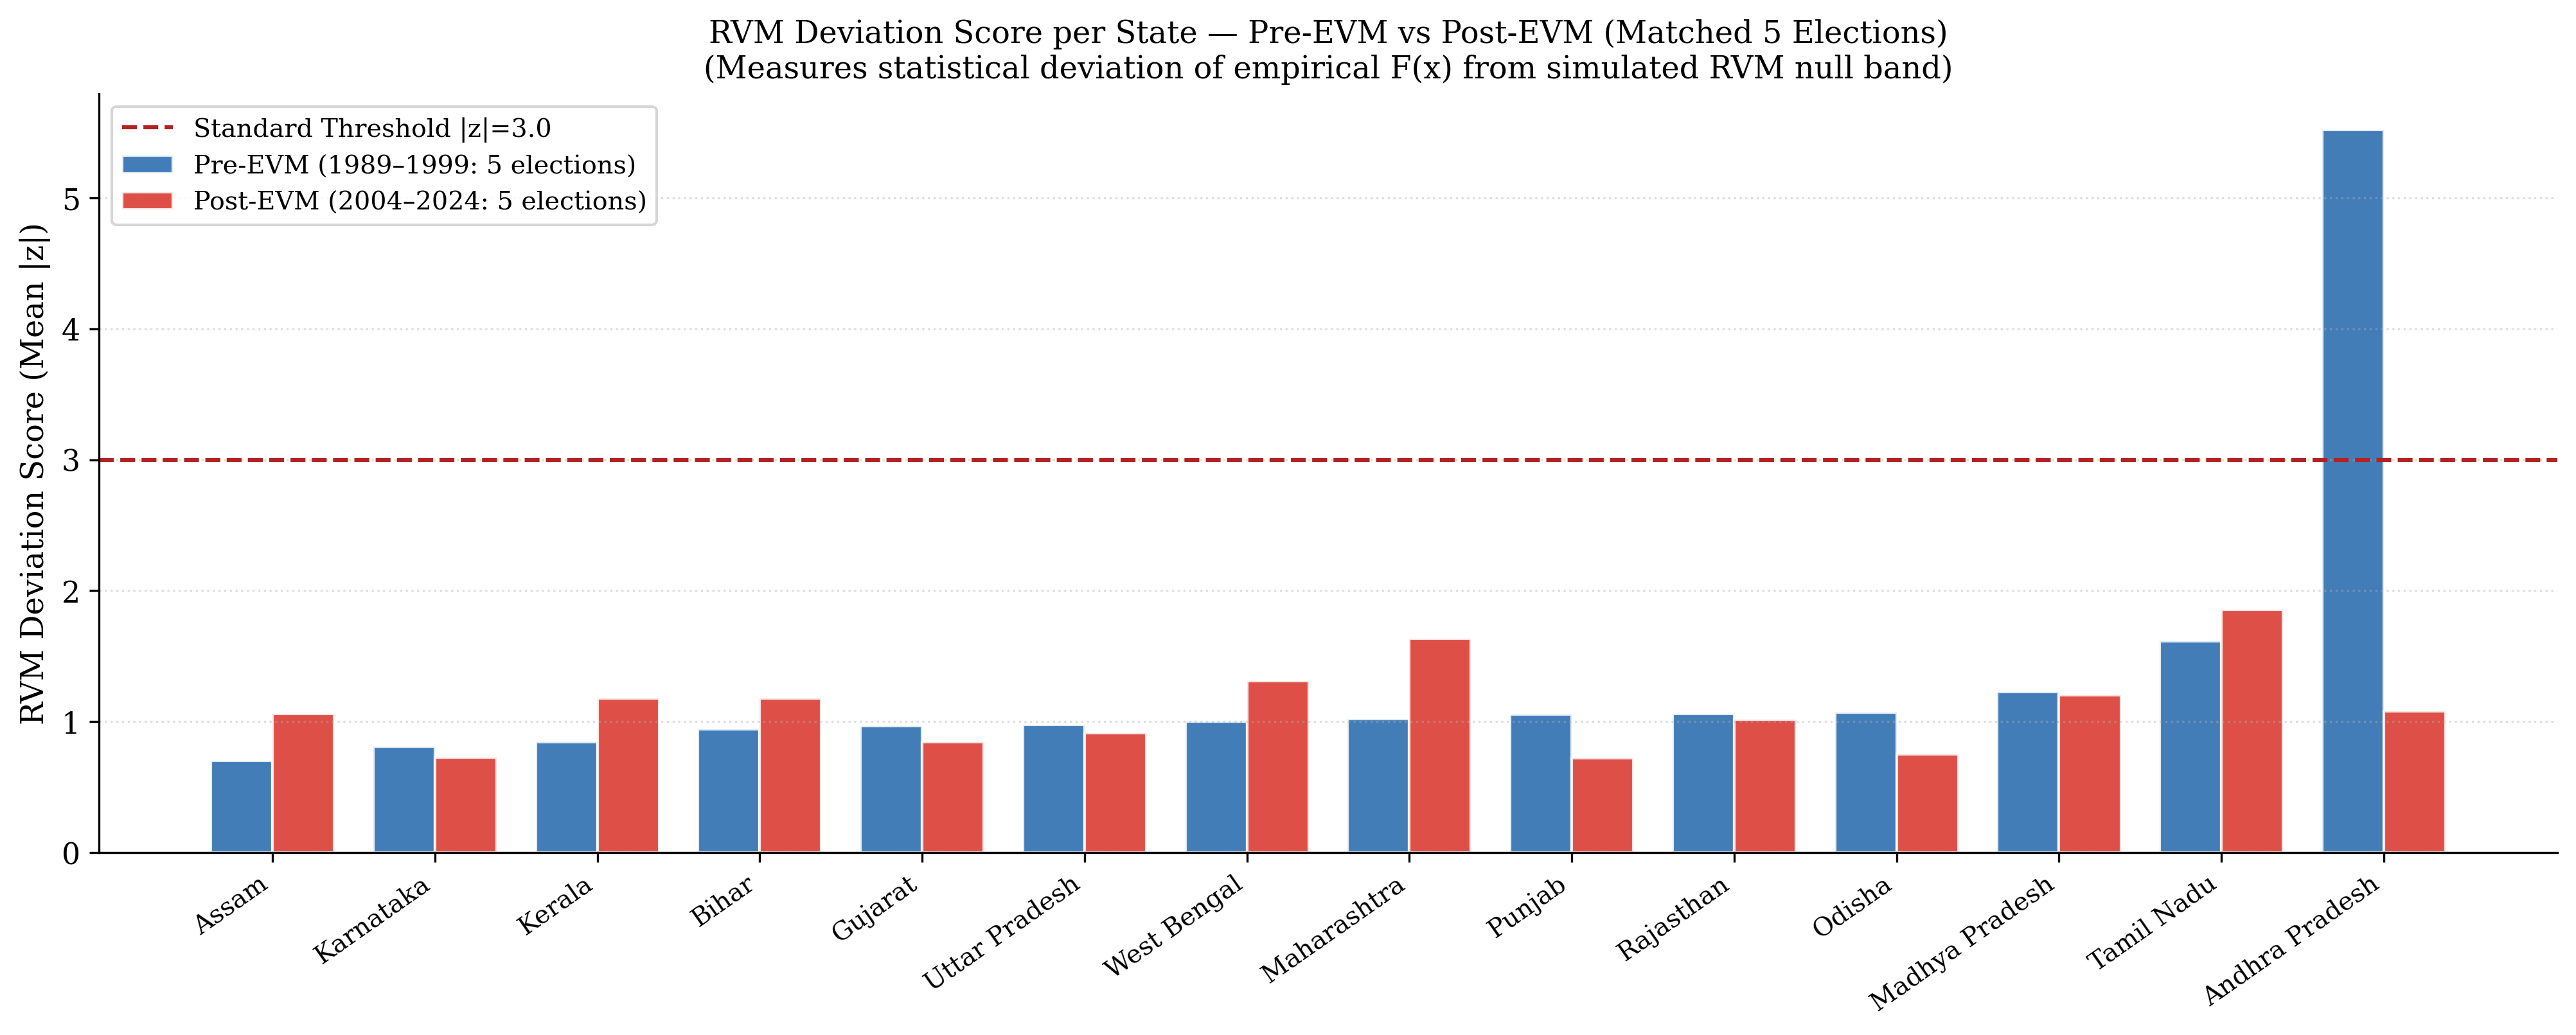 RVM Deviation Score per State — Pre-EVM vs Post-EVM (Matched 5 Elections)
(Measures statistical deviation of empirical F(x) from simulated RVM null band)
Standard Threshold |z|=3.0
Pre-EVM (1989–1999: 5 elections)
Post-EVM (2004–2024: 5 elections)
RVM Deviation Score (Mean |z|)
5
4
3
2
1
0
Assam
Karnataka
Kerala
Bihar
Gujarat
Uttar Pradesh
West Bengal
Maharashtra
Punjab
Rajasthan
Odisha
Madhya Pradesh
Tamil Nadu
Andhra Pradesh